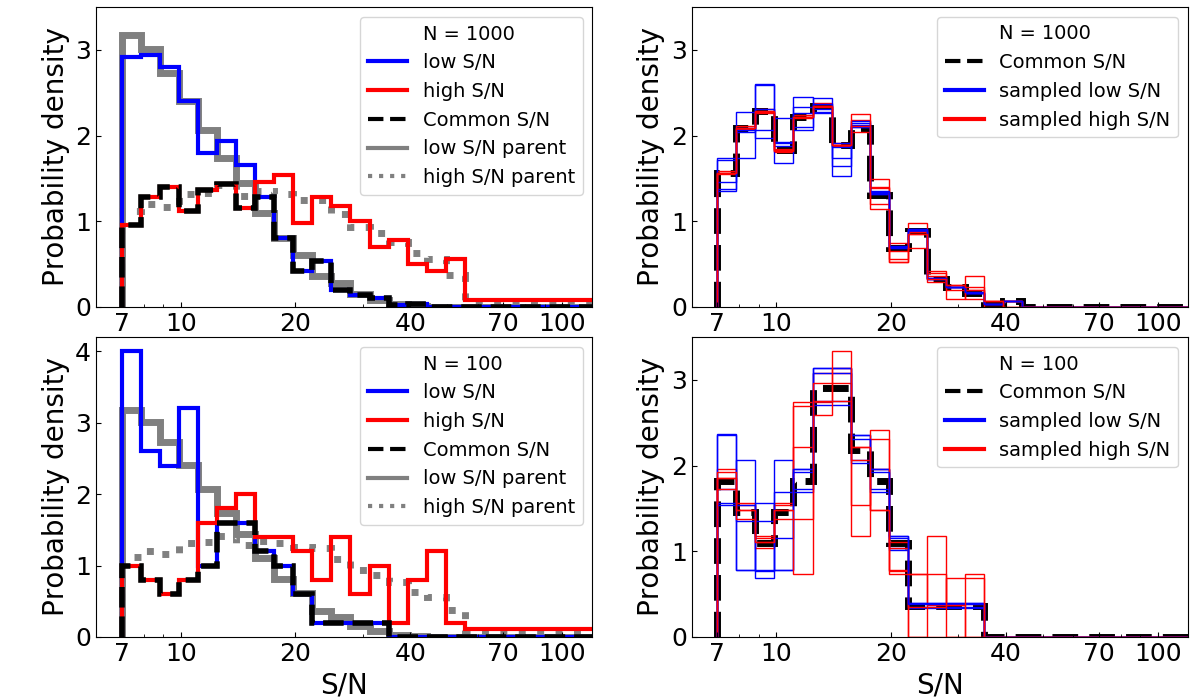 N = 1000
low S/N
high S/N
Common S/N
low S/N parent
high S/N parent
Probability density
3
2
1
0
7 10 20 40 70 100
N = 1000
Common S/N
sampled low S/N
sampled high S/N
Probability density
3
2
1
0
7 10 20 40 70 100
N = 100
low S/N
high S/N
Common S/N
low S/N parent
high S/N parent
Probability density
4
3
2
1
0
7 10 20 40 70 100
S/N
N = 100
Common S/N
sampled low S/N
sampled high S/N
Probability density
3
2
1
0
7 10 20 40 70 100
S/N